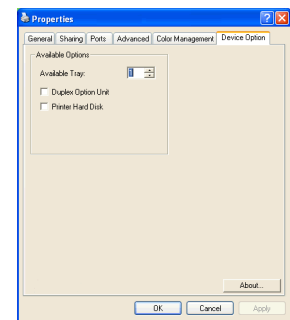 Properties
General Sharing Ports Advanced Color Management Device Option
Available Options
Available Tray: 1
Duplex Option Unit
Printer Hard Disk
About...
OK Cancel Apply